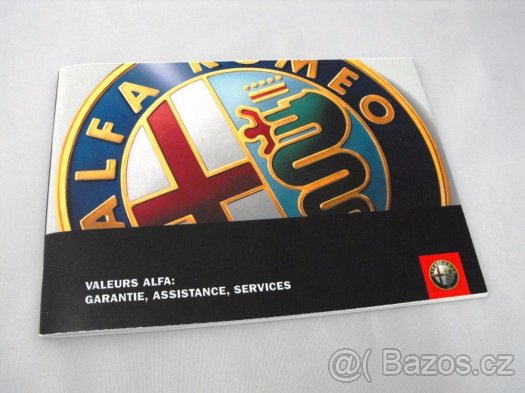 ALFA ROMEO
VALEURS ALFA:
GARANTIE, ASSISTANCE, SERVICES
@( Bazos.cz